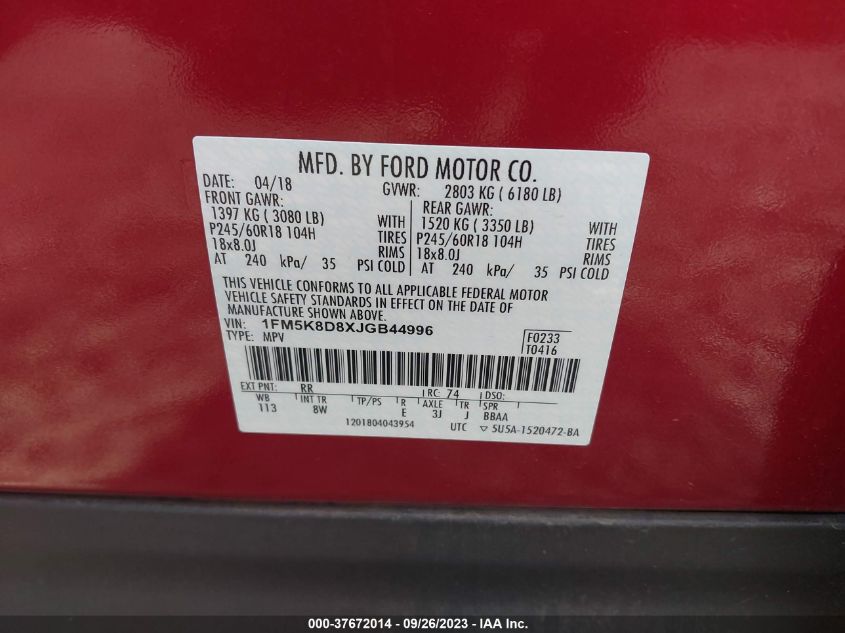 MFD. BY FORD MOTOR CO.
DATE: 04/18 GVWR: 2803 KG ( 6180 LB)
FRONT GAWR: REAR GAWR:
1397 KG ( 3080 LB) WITH 1520 KG ( 3350 LB) WITH
P245/60R18 104H TIRES P245/60R18 104H TIRES
18x8.0J RIMS 18x8.0J RIMS
AT 240 kPa/ 35 PSI COLD AT 240 kPa/ 35 PSI COLD
THIS VEHICLE CONFORMS TO ALL APPLICABLE FEDERAL MOTOR
VEHICLE SAFETY STANDARDS IN EFFECT ON THE DATE OF
MANUFACTURE SHOWN ABOVE.
VIN: 1FM5K8D8XJGB44996 F0233
TYPE: MPV T0416
EXT PNT: RR RC: 74 DSO:
WB INT TR TP/PS R AXLE TR SPR
113 8W E 3J J BBAA
1201804043954 UTC ▽ 5U5A-1520472-BA
000-37672014 - 09/26/2023 - IAA Inc.